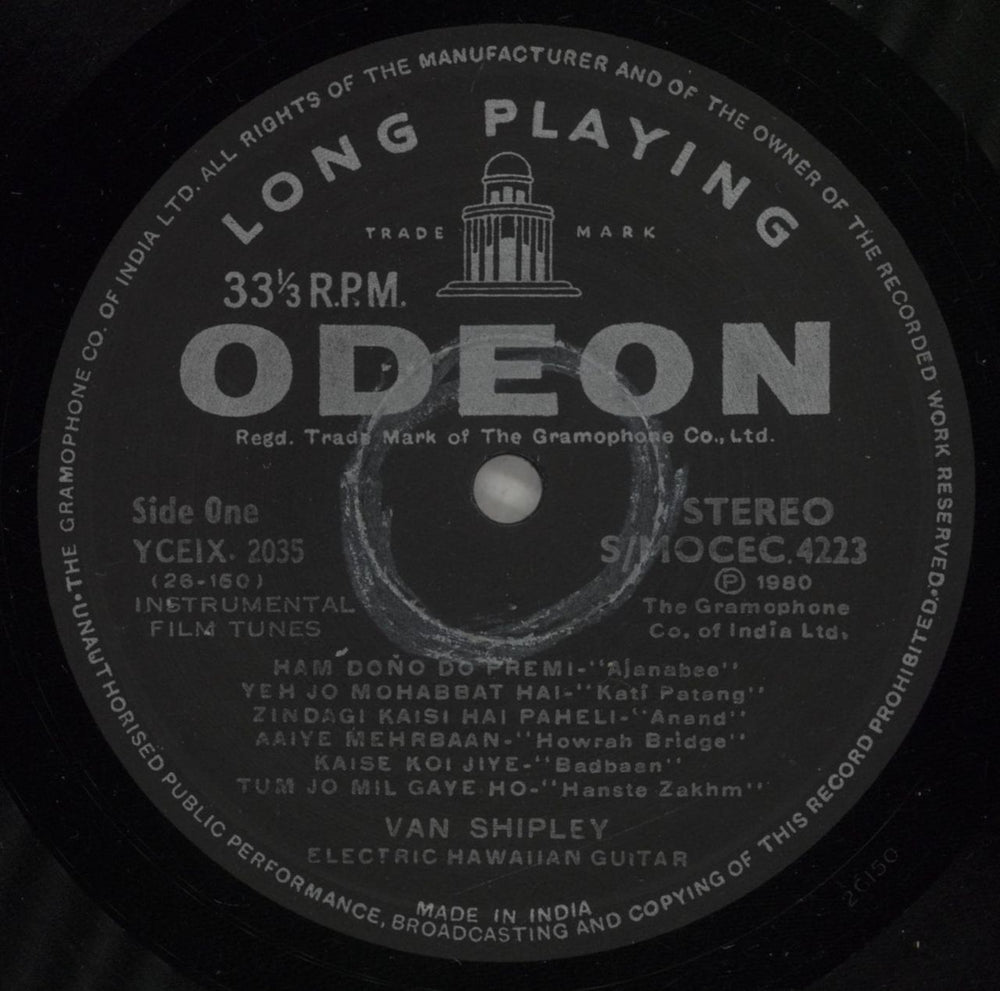 THE GRAMOPHONE CO. OF INDIA LTD. ALL RIGHTS OF THE MANUFACTURER AND OF THE OWNER OF THE RECORDED WORK RESERVED. UNAUTHORISED PUBLIC PERFORMANCE, BROADCASTING AND COPYING OF THIS RECORD PROHIBITED.
LONG PLAYING
TRADE MARK
33⅓ R.P.M.
ODEON
Regd. Trade Mark of The Gramophone Co., Ltd.
Side One
YCEIX. 2035
(26-160)
INSTRUMENTAL
FILM TUNES
STEREO
S/MOCEC. 4223
Ⓟ 1980
The Gramophone
Co. of India Ltd.
HAM DOÑO DO PREMI-"Ajanabee"
YEH JO MOHABBAT HAI-"Kati Patang"
ZINDAGI KAISI HAI PAHELI-"Anand"
AAIYE MEHRBAAN-"Howrah Bridge"
KAISE KOI JIYE-"Badbaan"
TUM JO MIL GAYE HO-"Hanste Zakhm"
VAN SHIPLEY
ELECTRIC HAWAIIAN GUITAR
MADE IN INDIA
26150